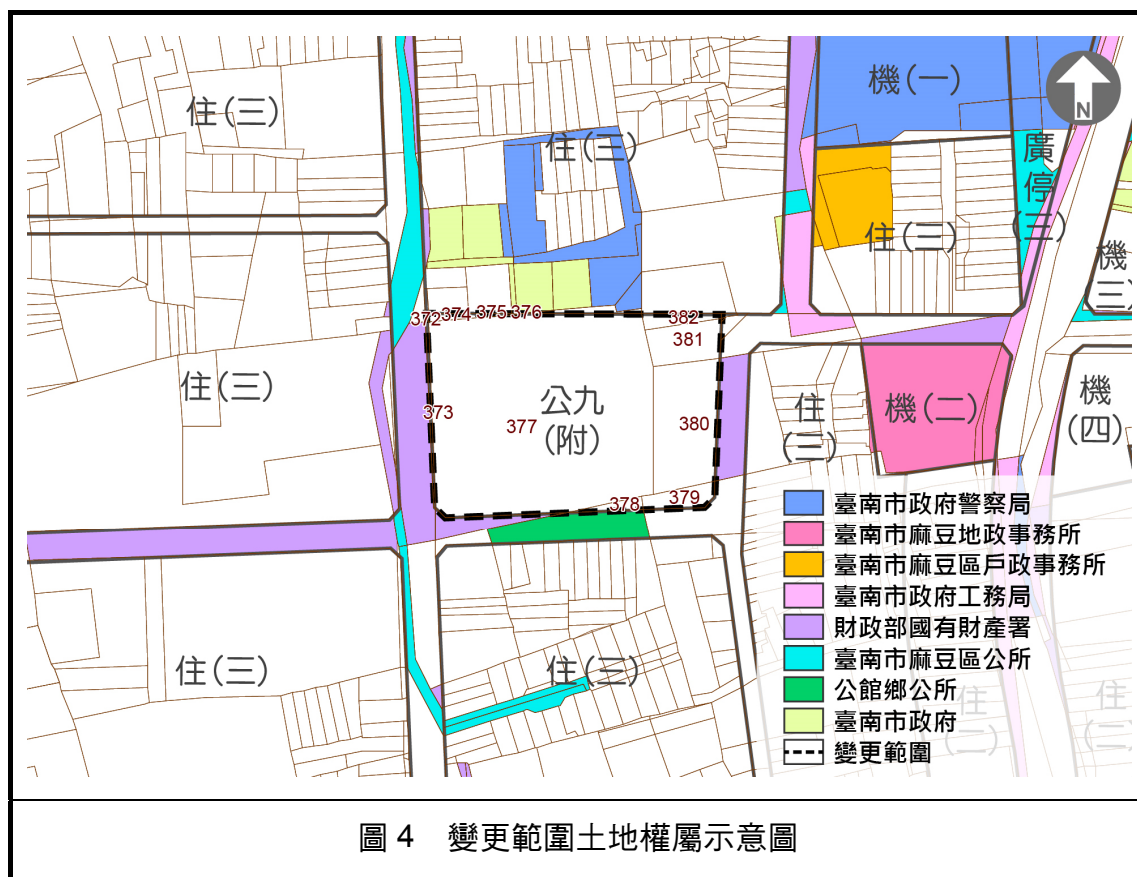 機(一)
N
住(三)
住(三)
廣
停
(三)
住(三)
機
(三)
372
374
375
376
382
381
住(三)
373
377
公九
(附)
380
住
(三)
機(二)
機
(四)
378
379
臺南市政府警察局
臺南市麻豆地政事務所
臺南市麻豆區戶政事務所
臺南市政府工務局
財政部國有財產署
臺南市麻豆區公所
公館鄉公所
臺南市政府
變更範圍
住(三)
住(三)
住
(二)
住
(二)
圖 4 變更範圍土地權屬示意圖